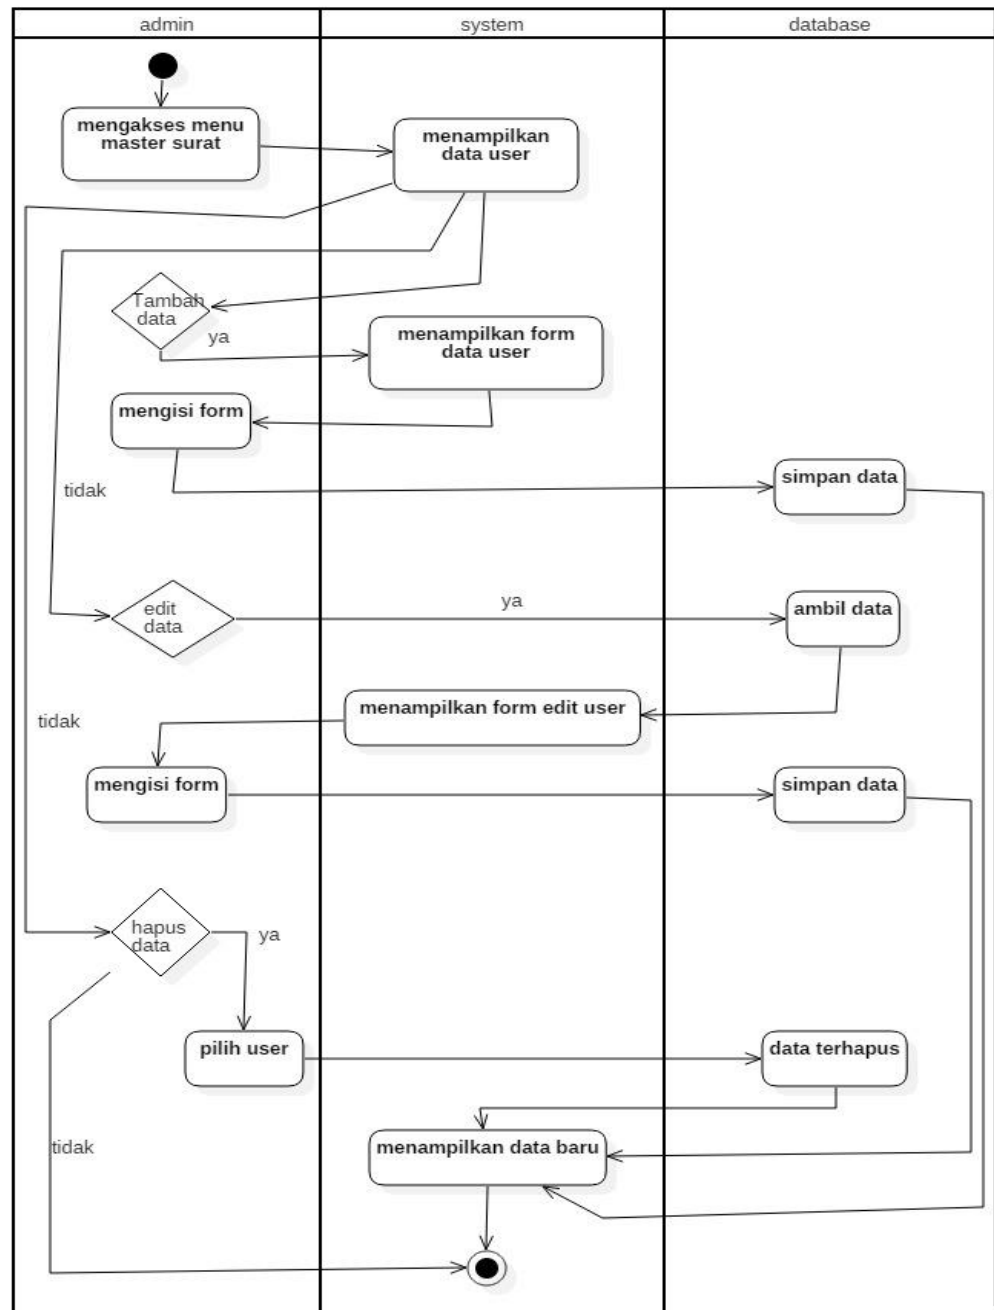 admin
system
database
mengakses menu
master surat
menampilkan
data user
Tambah
data
ya
menampilkan form
data user
mengisi form
tidak
simpan data
edit
data
ya
ambil data
menampilkan form edit user
tidak
mengisi form
simpan data
hapus
data
ya
pilih user
data terhapus
tidak
menampilkan data baru